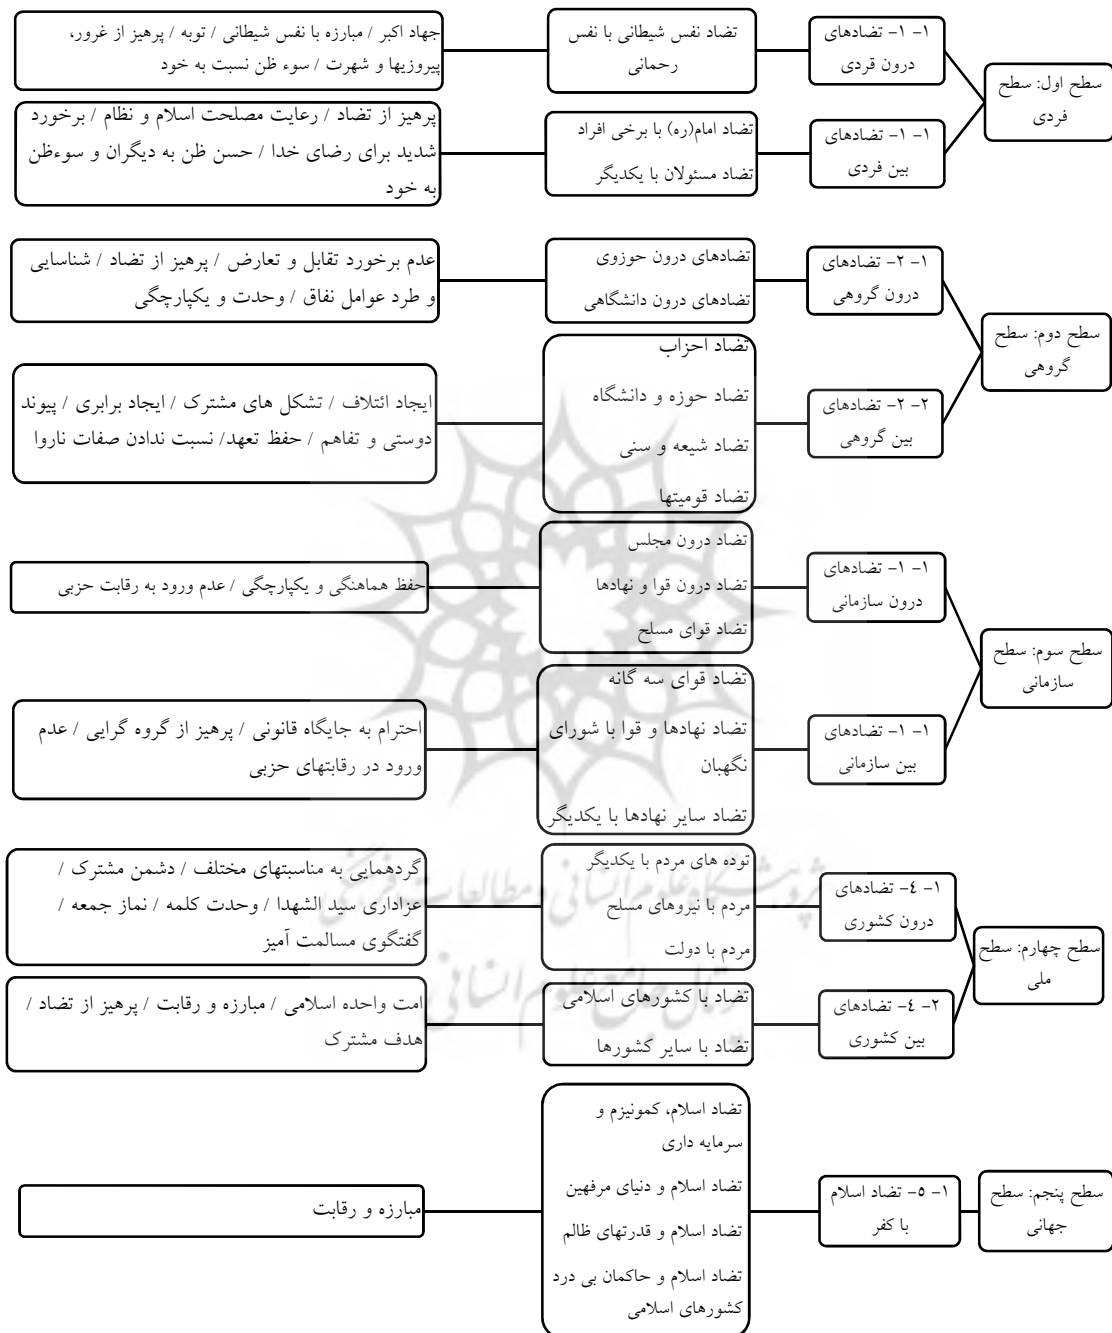 سطح اول: سطح
فردی
۱- ۱- تضادهای
درون قردی
تضاد نفس شیطانی با نفس
رحمانی
جهاد اکبر / مبارزه با نفس شیطانی / توبه / پرهیز از غرور،
پیروزیها و شهرت / سوء ظن نسبت به خود
۱- ۱- تضادهای
بین فردی
تضاد امام(ره) با برخی افراد
تضاد مسئولان با یکدیگر
پرهیز از تضاد / رعایت مصلحت اسلام و نظام / برخورد
شدید برای رضای خدا / حسن ظن به دیگران و سوءظن
به خود
سطح دوم: سطح
گروهی
۱- ۲- تضادهای
درون گروهی
تضادهای درون حوزوی
تضادهای درون دانشگاهی
عدم برخورد تقابل و تعارض / پرهیز از تضاد / شناسایی
و طرد عوامل نفاق / وحدت و یکپارچگی
۲- ۲- تضادهای
بین گروهی
تضاد احزاب
تضاد حوزه و دانشگاه
تضاد شیعه و سنی
تضاد قومیتها
ایجاد ائتلاف / تشکل های مشترک / ایجاد برابری / پیوند
دوستی و تفاهم / حفظ تعهد/ نسبت ندادن صفات ناروا
سطح سوم: سطح
سازمانی
۱- ۱- تضادهای
درون سازمانی
تضاد درون مجلس
تضاد درون قوا و نهادها
تضاد قوای مسلح
حفظ هماهنگی و یکپارچگی / عدم ورود به رقابت حزبی
۱- ۱- تضادهای
بین سازمانی
تضاد قوای سه گانه
تضاد نهادها و قوا با شورای
نگهبان
تضاد سایر نهادها با یکدیگر
احترام به جایگاه قانونی / پرهیز از گروه گرایی / عدم
ورود در رقابتهای حزبی
سطح چهارم: سطح
ملی
۱- ٤- تضادهای
درون کشوری
توده های مردم با یکدیگر
مردم با نیروهای مسلح
مردم با دولت
گردهمایی به مناسبتهای مختلف / دشمن مشترک /
عزاداری سید الشهدا / وحدت کلمه / نماز جمعه /
گفتگوی مسالمت آمیز
۲- ٤- تضادهای
بین کشوری
تضاد با کشورهای اسلامی
تضاد با سایر کشورها
امت واحده اسلامی / مبارزه و رقابت / پرهیز از تضاد /
هدف مشترک
سطح پنجم: سطح
جهانی
۱- ٥- تضاد اسلام
با کفر
تضاد اسلام، کمونیزم و
سرمایه داری
تضاد اسلام و دنیای مرفهین
تضاد اسلام و قدرتهای ظالم
تضاد اسلام و حاکمان بی درد
کشورهای اسلامی
مبارزه و رقابت
پژوهشگاه علوم انسانی و مطالعات فرهنگی
پرتال جامع علوم انسانی